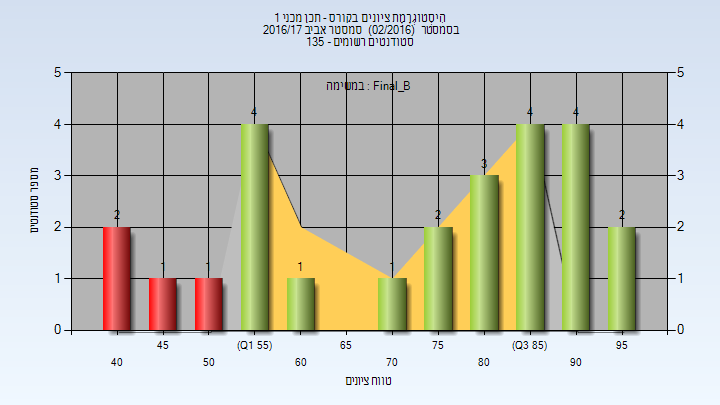 היסטוגרמת ציונים בקורס - תכן מכני 1
בסמסטר (02/2016) סמסטר אביב 2016/17
סטודנטים רשומים - 135
במשימה : Final_B
מספר סטודנטים
5 5
4 4
3 3
2 2
1 1
0 0
2 1 1 4 1 1 2 3 4 4 2
45 (Q1 55) 65 75 (Q3 85) 95
40 50 60 70 80 90
טווח ציונים